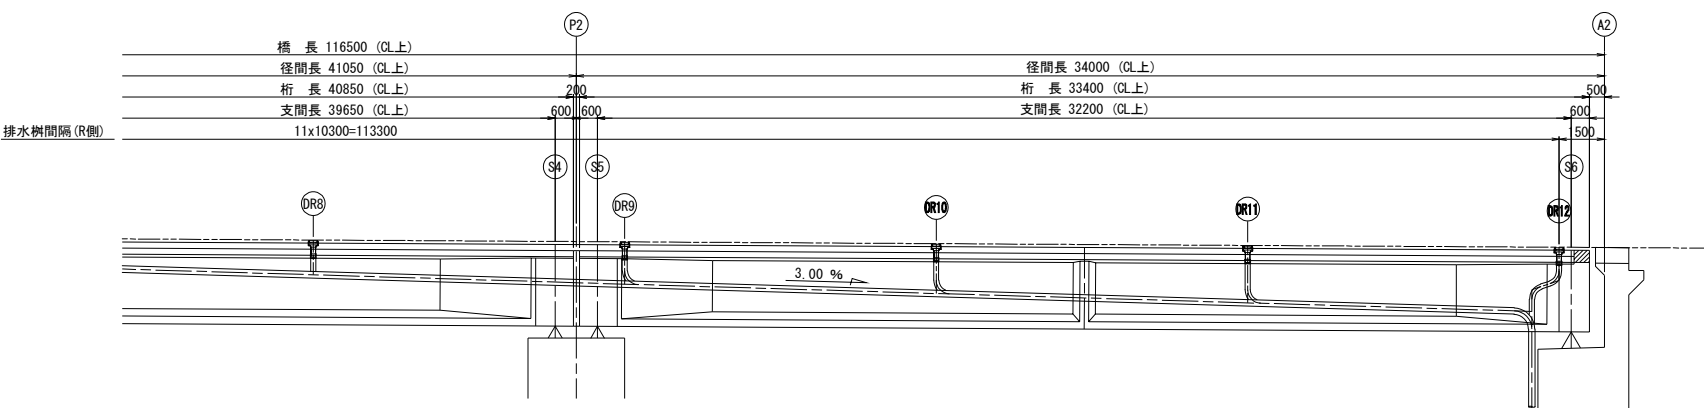 P2
A2
橋　長 116500 (CL上)
径間長 41050 (CL上)
径間長 34000 (CL上)
桁　長 40850 (CL上)
200
桁　長 33400 (CL上)
500
支間長 39650 (CL上)
600
600
支間長 32200 (CL上)
600
排水桝間隔(R側)
11x10300=113300
1500
S4
S5
S6
DR8
DR9
DR10
DR11
DR12
3.00 %